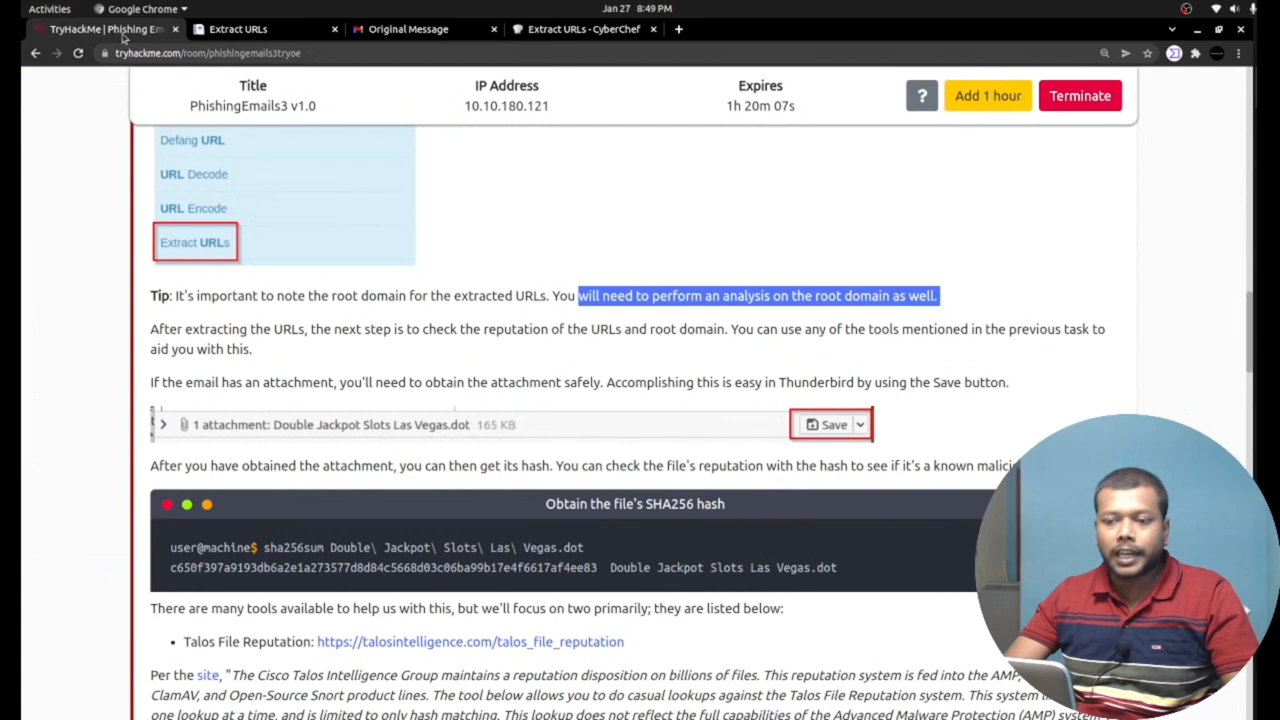 Activities Google Chrome Jan 27 8:49 PM
TryHackMe | Phishing Em Extract URLs Original Message Extract URLs - CyberChef
tryhackme.com/room/phishingemails3tryoe
Title IP Address Expires
PhishingEmails3 v1.0 10.10.180.121 1h 20m 07s
? Add 1 hour Terminate
Defang URL
URL Decode
URL Encode
Extract URLs
Tip: It's important to note the root domain for the extracted URLs. You will need to perform an analysis on the root domain as well.
After extracting the URLs, the next step is to check the reputation of the URLs and root domain. You can use any of the tools mentioned in the previous task to
aid you with this.
If the email has an attachment, you'll need to obtain the attachment safely. Accomplishing this is easy in Thunderbird by using the Save button.
1 attachment: Double Jackpot Slots Las Vegas.dot 165 KB Save
After you have obtained the attachment, you can then get its hash. You can check the file's reputation with the hash to see if it's a known
Obtain the file's SHA256 hash
user@machine$ sha256sum Double\ Jackpot\ Slots\ Las\ Vegas.dot
c650f397a9193db6a2e1a273577d8d84c5668d03c06ba99b17e4f6617af4ee83 Double Jackpot Slots Las Vegas.dot
There are many tools available to help us with this, but we'll focus on two primarily; they are listed below:
• Talos File Reputation: https://talosintelligence.com/talos_file_reputation
Per the site, "The Cisco Talos Intelligence Group maintains a reputation disposition on billions of files. This reputation system is fed into the AMP,
ClamAV, and Open-Source Snort product lines. The tool below allows you to do casual lookups against the Talos File Reputation system. This system
one lookup at a time, and is limited to only hash matching. This lookup does not reflect the full capabilities of the Advanced Malware Protection (AMP)